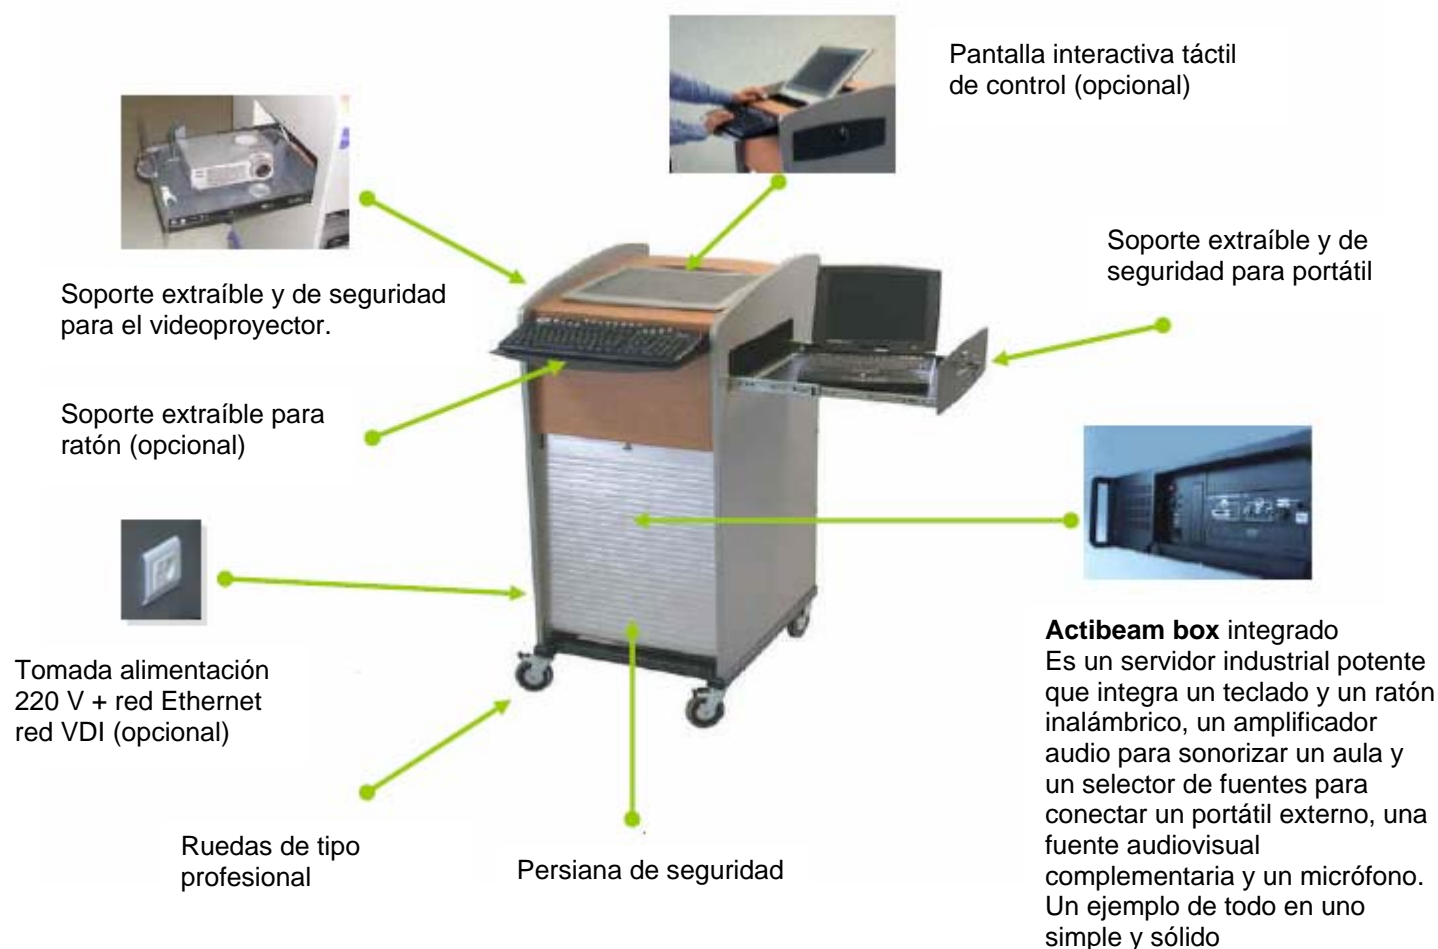 Pantalla interactiva táctil
de control (opcional)
Soporte extraíble y de
seguridad para portátil
Soporte extraíble y de seguridad
para el videoproyector.
Soporte extraíble para
ratón (opcional)
Tomada alimentación
220 V + red Ethernet
red VDI (opcional)
Ruedas de tipo
profesional
Persiana de seguridad
Actibeam box integrado
Es un servidor industrial potente
que integra un teclado y un ratón
inalámbrico, un amplificador
audio para sonorizar un aula y
un selector de fuentes para
conectar un portátil externo, una
fuente audiovisual
complementaria y un micrófono.
Un ejemplo de todo en uno
simple y sólido